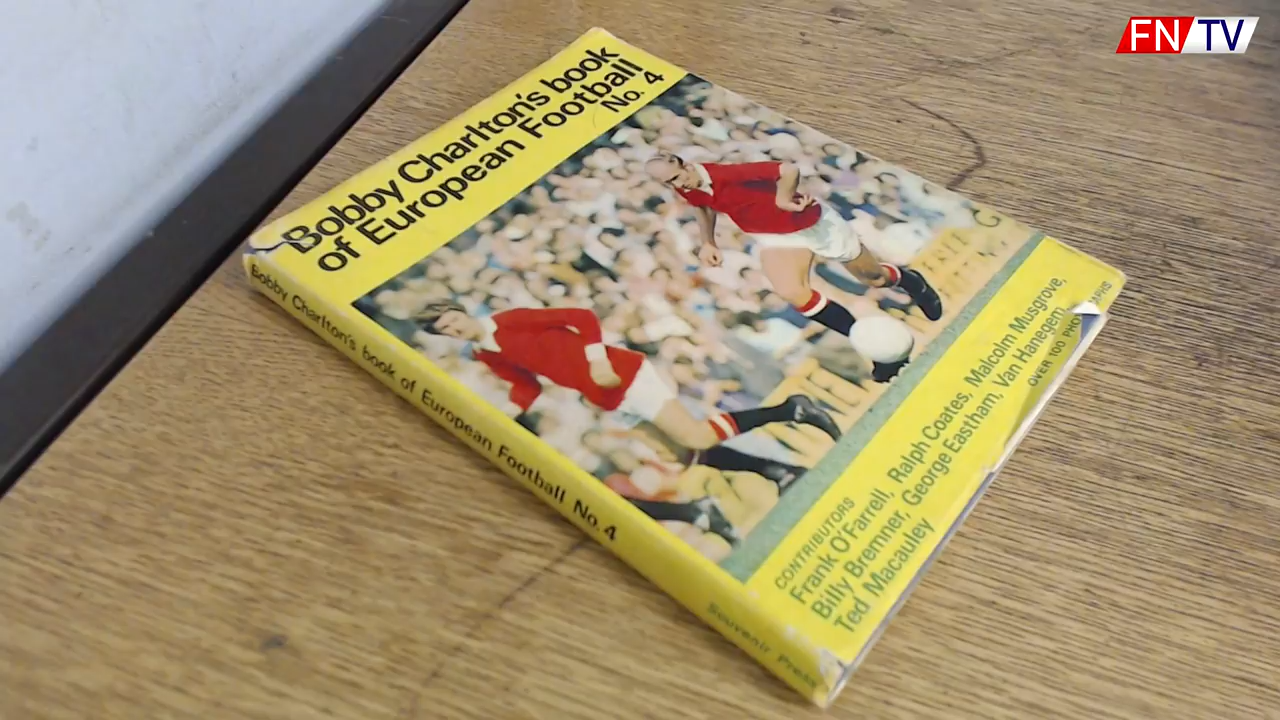 FN/TV
Bobby Charlton's book
of European Football
No. 4
Bobby Charlton's book of European Football No. 4
Souvenir Press
CONTRIBUTORS
Frank O'Farrell, Ralph Coates, Malcolm Musgrove,
Billy Bremner, George Eastham, Van Hanegem,
Ted Macauley
OVER 100